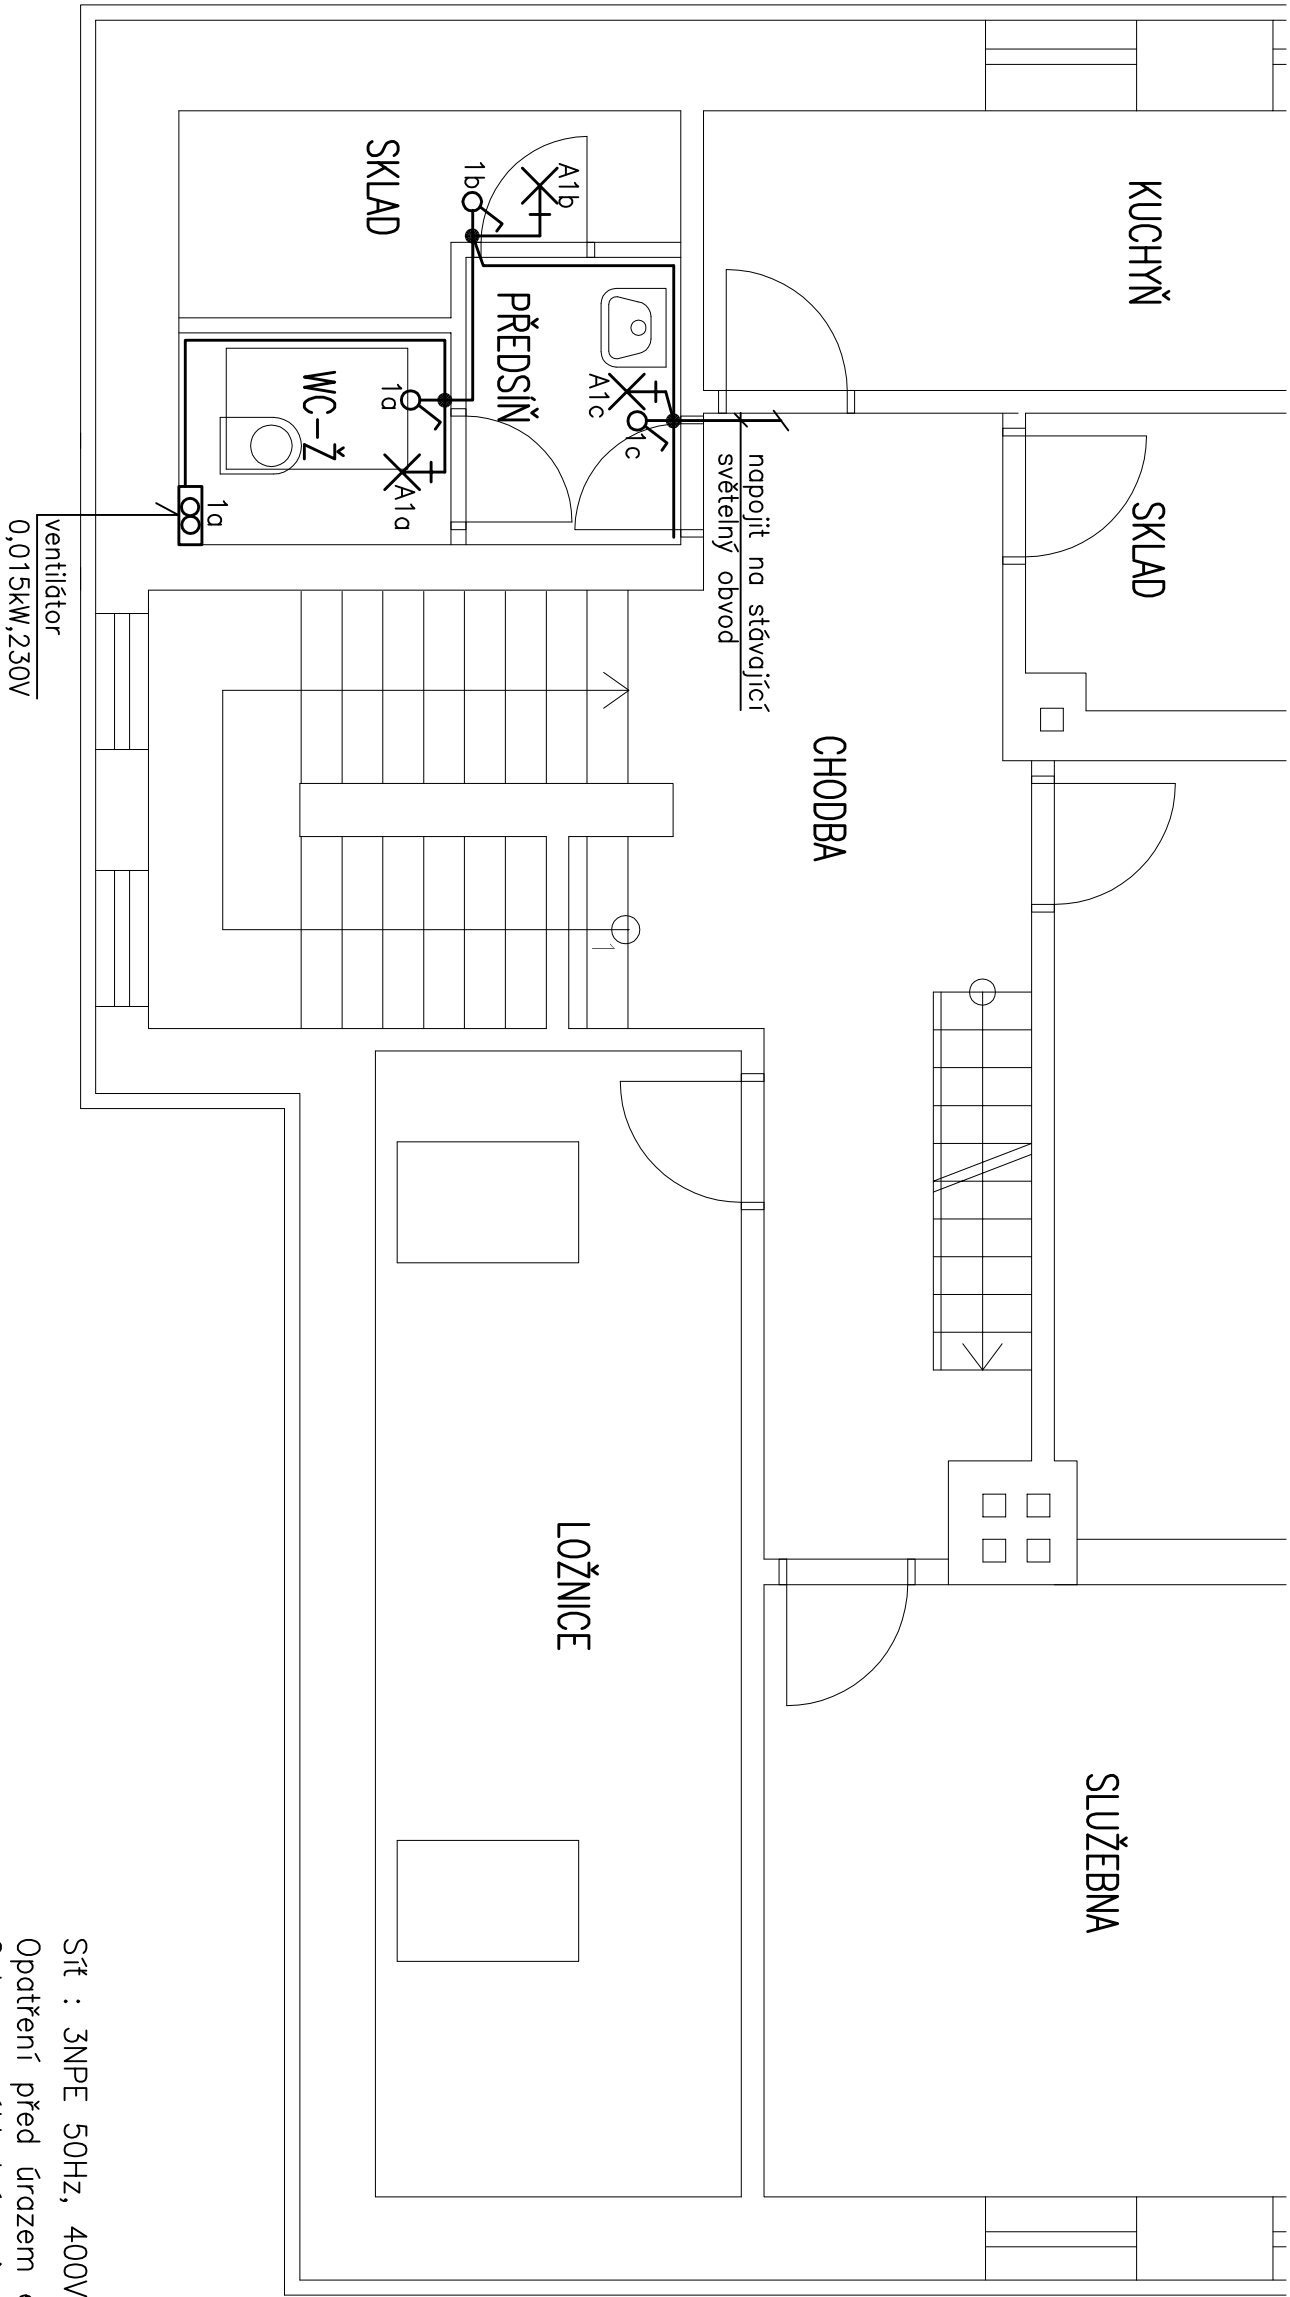 KUCHYŇ
SKLAD
SLUŽEBNA
CHODBA
napojit na stávající
světelný obvod
A1b
1b
SKLAD
PŘEDSÍŇ
A1c
1c
WC-Ž
1a
A1a
1a
LOŽNICE
1
ventilátor
0,015kW,230V
Síť : 3NPE 50Hz, 400V
Opatření před úrazem